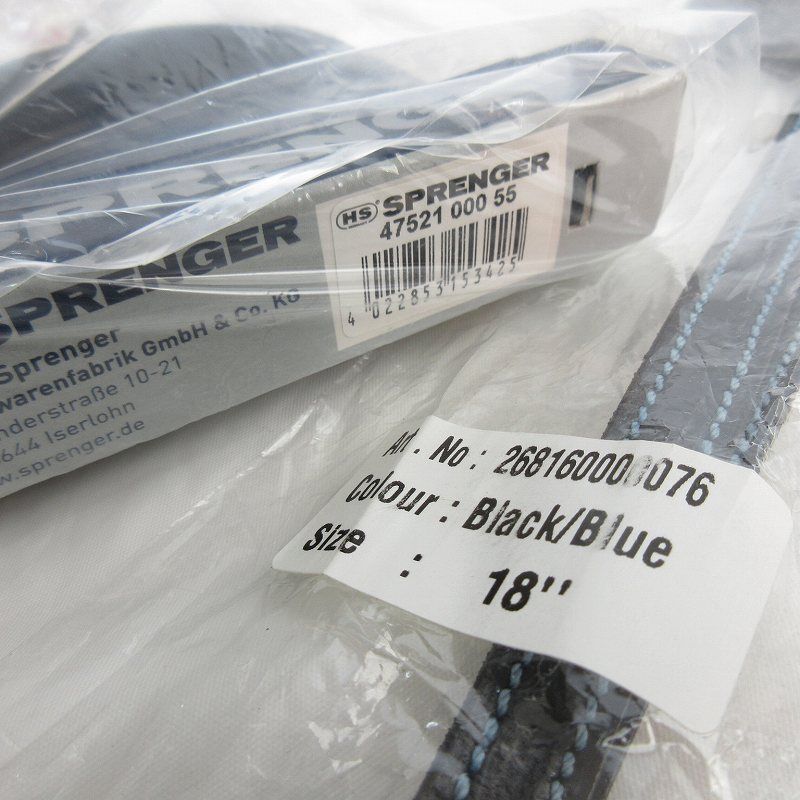 SPRENGER
SPRENGER
Sprenger
warenfabrik GmbH & Co. KG
nderstraße 10-21
644 Iserlohn
w.sprenger.de
HS SPRENGER
47521 000 55
4 022853 153425
Art. No: 268160000076
Colour: Black/Blue
Size : 18''